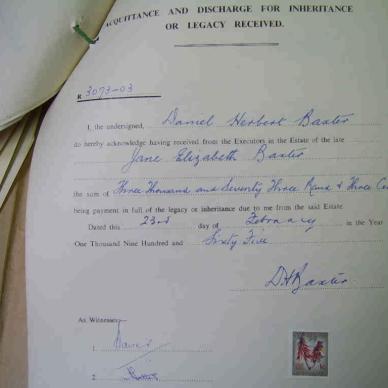 ACQUITTANCE AND DISCHARGE FOR INHERITANCE
OR LEGACY RECEIVED.
R 3073-03
I, the undersigned, Daniel Herbert Baxter
do hereby acknowledge having received from the Executors in the Estate of the late
Jane Elizabeth Baxter
the sum of Three Thousand and Seventy Three Rand & Three Ce
being payment in full of the legacy or inheritance due to me from the said Estate.
Dated this 23rd day of February in the Year
One Thousand Nine Hundred and Sixty Five
DHBaxter
As Witnesses
1.
2.